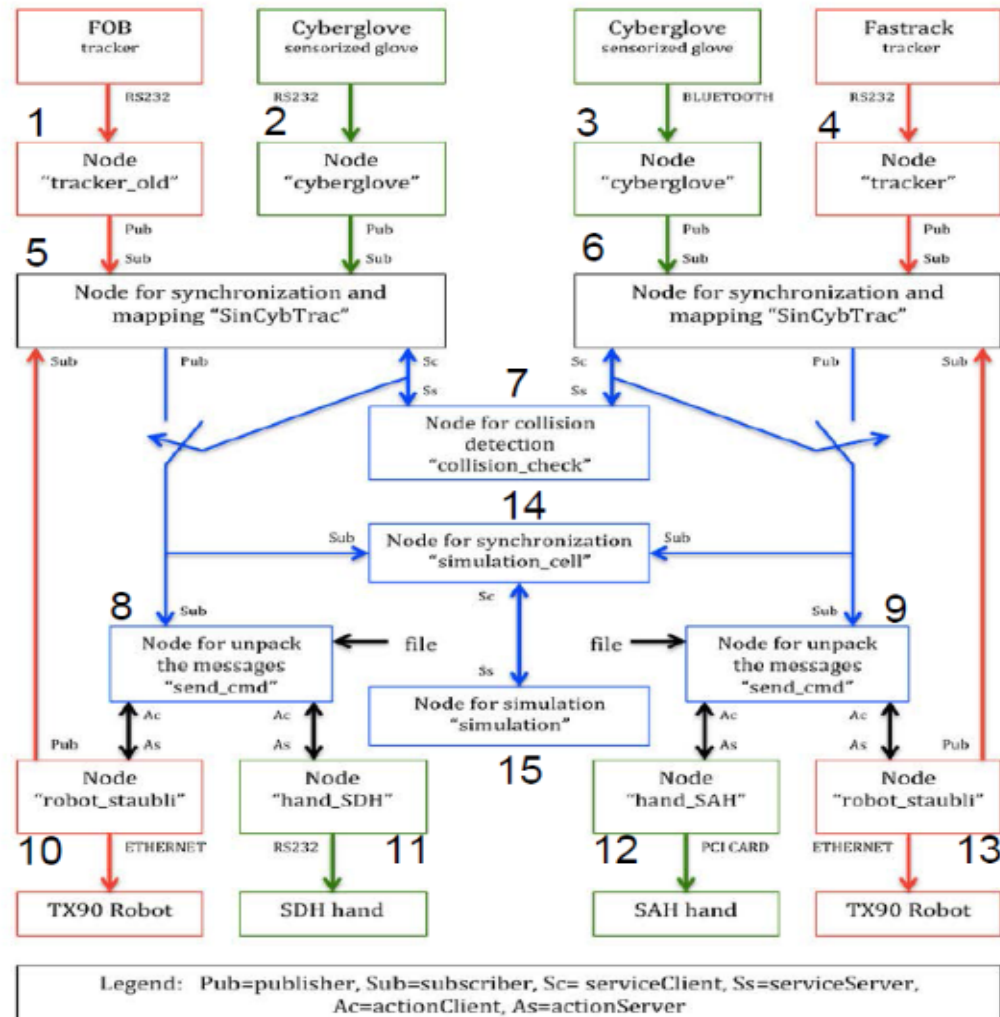 FOB
tracker
Cyberglove
sensorized glove
Cyberglove
sensorized glove
Fastrack
tracker
RS232
RS232
BLUETOOTH
RS232
1
2
3
4
Node
"tracker_old"
Node
"cyberglove"
Node
"cyberglove"
Node
"tracker"
Pub
Pub
Pub
Pub
5
6
Sub
Sub
Sub
Sub
Node for synchronization and
mapping "SinCybTrac"
Node for synchronization and
mapping "SinCybTrac"
Sub
Pub
Sc
Sc
Pub
Sub
Ss
7
Ss
Node for collision
detection
"collision_check"
14
Sub
Node for synchronization
"simulation_cell"
Sub
Sc
8
Sub
Sub
9
Node for unpack
the messages
"send_cmd"
file
file
Node for unpack
the messages
"send_cmd"
Ss
Node for simulation
"simulation"
Ac
Ac
Ac
Ac
Pub
As
As
As
As
Pub
15
Node
"robot_staubli"
Node
"hand_SDH"
Node
"hand_SAH"
Node
"robot_staubli"
10
ETHERNET
RS232
11
12
PCI CARD
ETHERNET
13
TX90 Robot
SDH hand
SAH hand
TX90 Robot
Legend: Pub=publisher, Sub=subscriber, Sc= serviceClient, Ss=serviceServer,
Ac=actionClient, As=actionServer